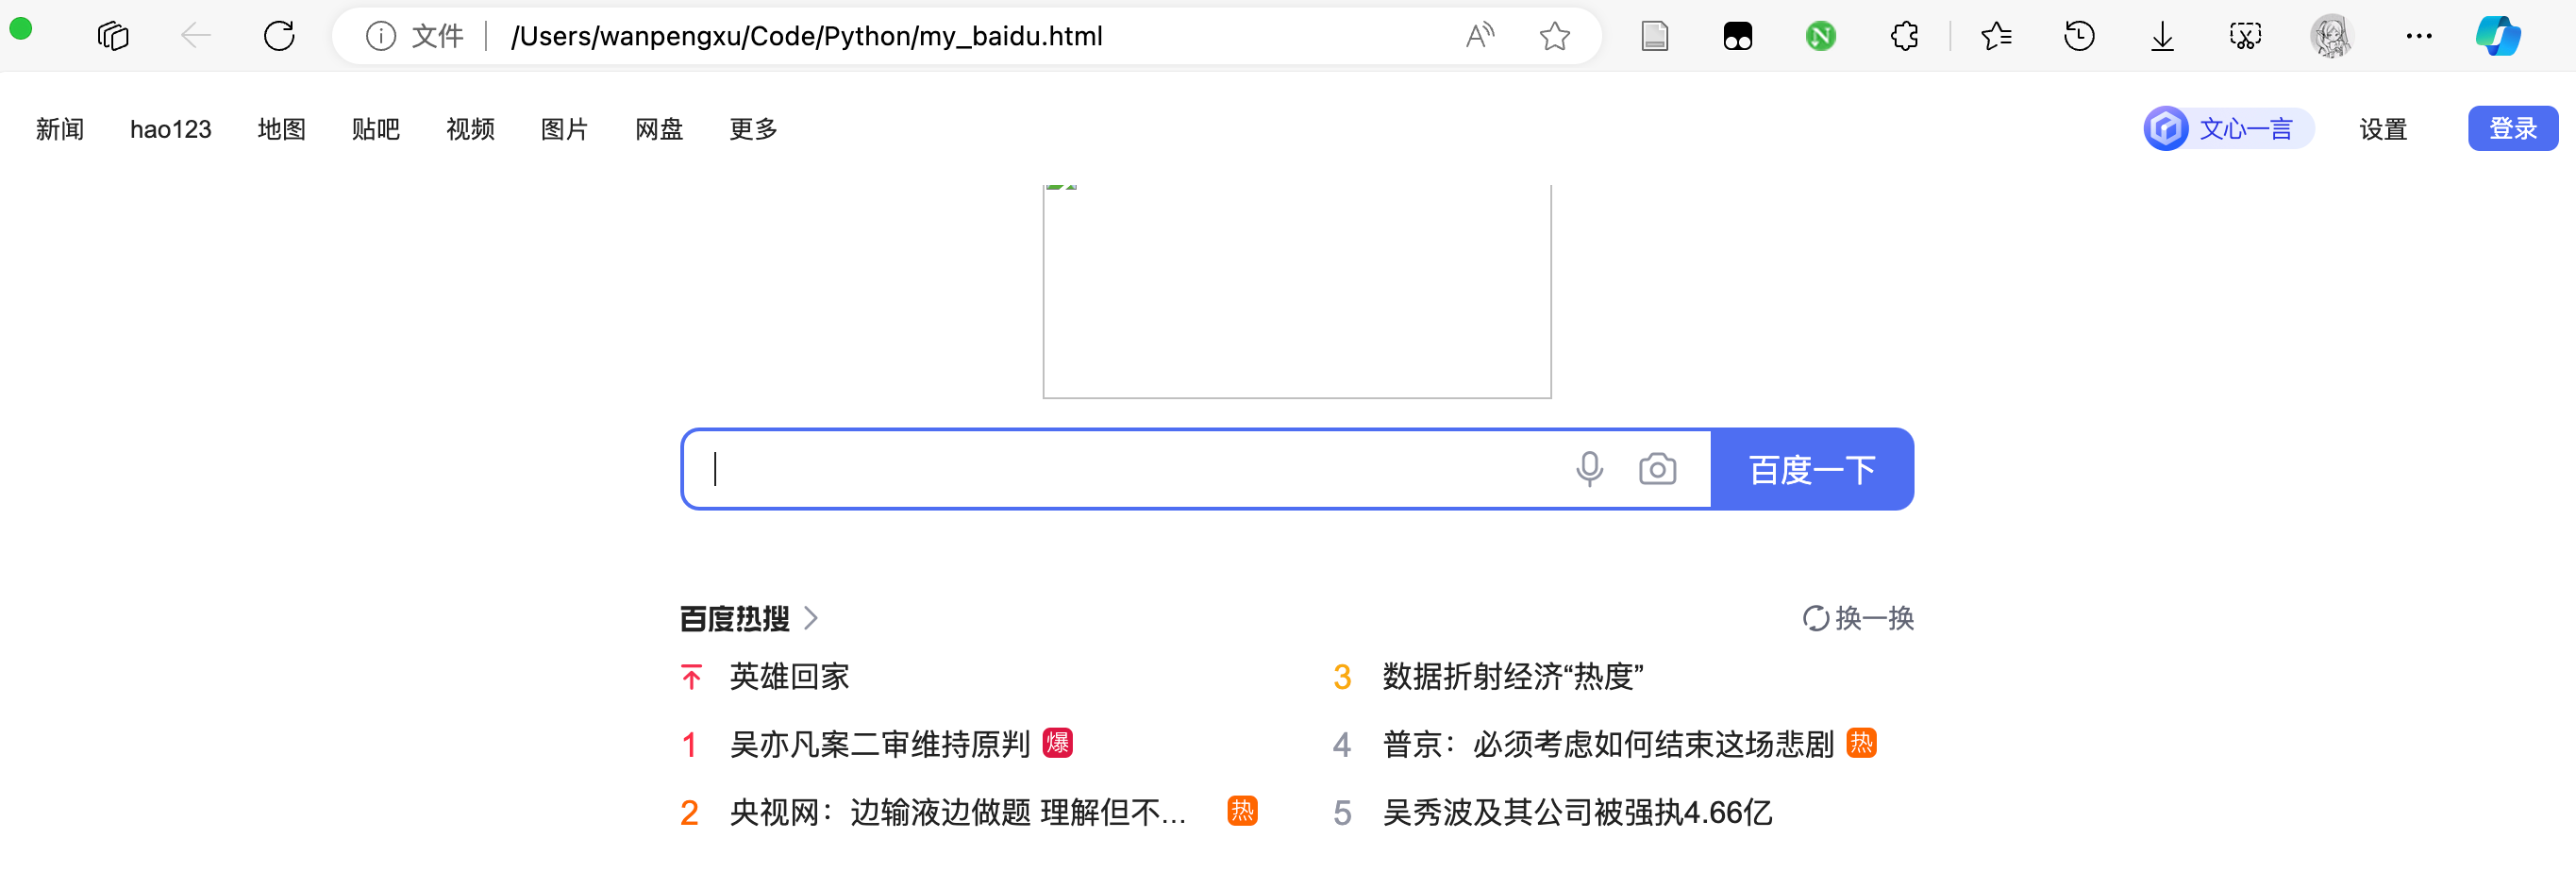 文件 /Users/wanpengxu/Code/Python/my_baidu.html
新闻 hao123 地图 贴吧 视频 图片 网盘 更多 文心一言 设置 登录
百度一下
百度热搜 换一换
英雄回家
1 吴亦凡案二审维持原判 爆
2 央视网：边输液边做题 理解但不... 热
3 数据折射经济“热度”
4 普京：必须考虑如何结束这场悲剧 热
5 吴秀波及其公司被强执4.66亿